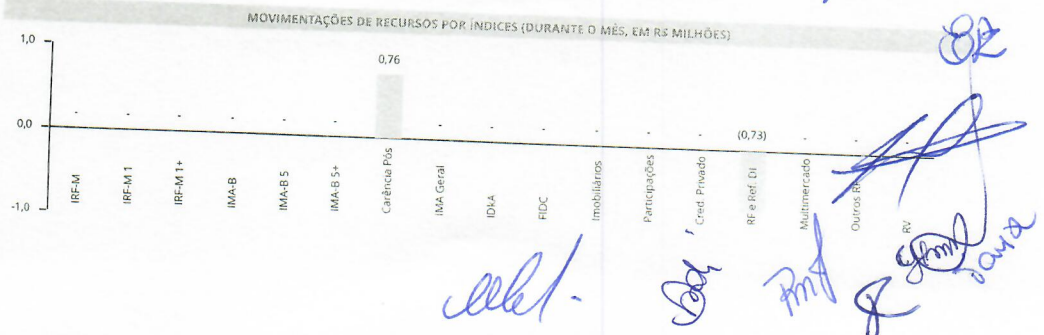 MOVIMENTAÇÕES DE RECURSOS POR ÍNDICES (DURANTE O MÊS, EM R$ MILHÕES)
1,0
0,76
- - - - - - - - - - - - (0,73) - - -
0,0
-1,0
IRF-M
IRF-M 1
IRF-M 1+
IMA-B
IMA-B 5
IMA-B 5+
Carência Pós
IMA Geral
IDkA
FIDC
Imobiliários
Participações
Cred. Privado
RF e Ref. DI
Multimercado
Outros RF
RV